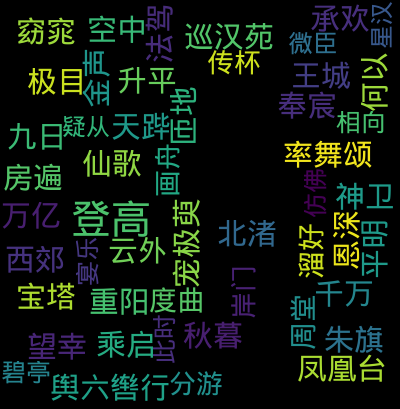 窈窕
空中
法驾
巡汉苑
承欢
星汉
微臣
传杯
王城
何以
极目
金声
升平
奉宸
相向
九日
疑从
天跸
匝地
率舞颂
房遍
仙歌
画舟
仿佛
神卫
万亿
登高
宠极萸
北渚
溜好
恩深
平明
西郊
宴乐
云外
岸门
千万
宝塔
重阳度曲
此时
秋暮
周堂
朱旗
望幸
乘启
凤凰台
碧亭
舆六辔行
分游